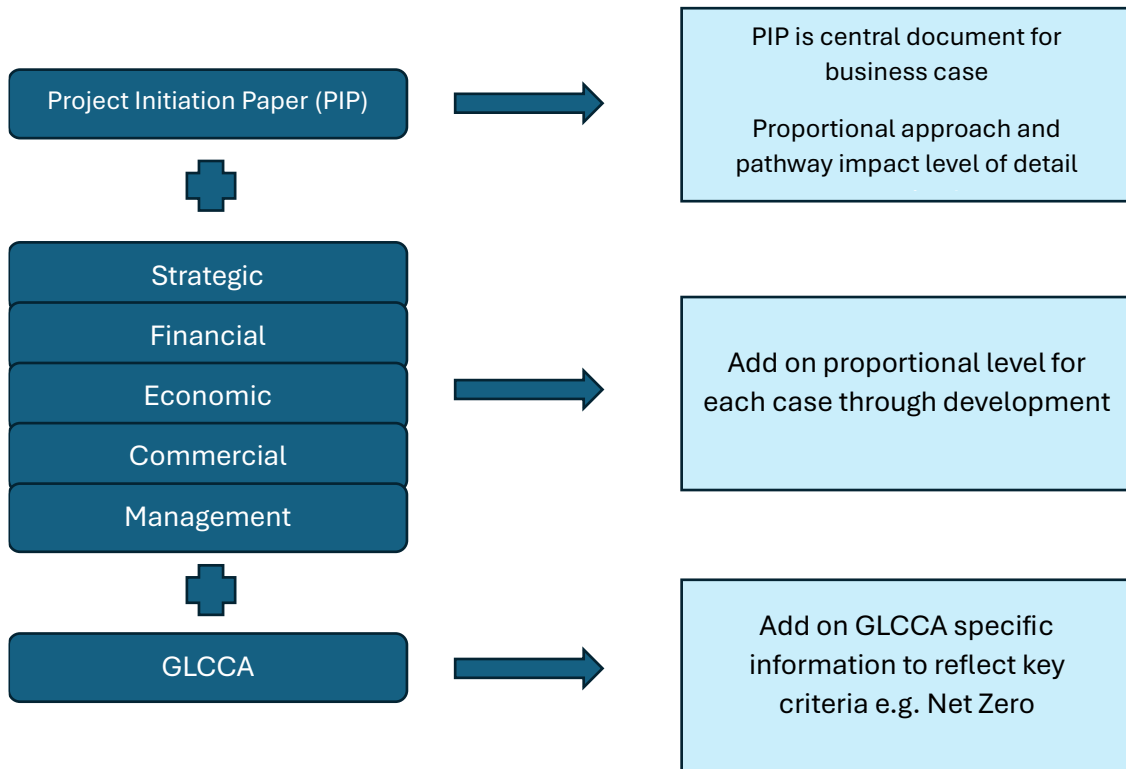 Project Initiation Paper (PIP)
PIP is central document for
business case
Proportional approach and
pathway impact level of detail
Strategic
Financial
Economic
Commercial
Management
Add on proportional level for
each case through development
GLCCA
Add on GLCCA specific
information to reflect key
criteria e.g. Net Zero